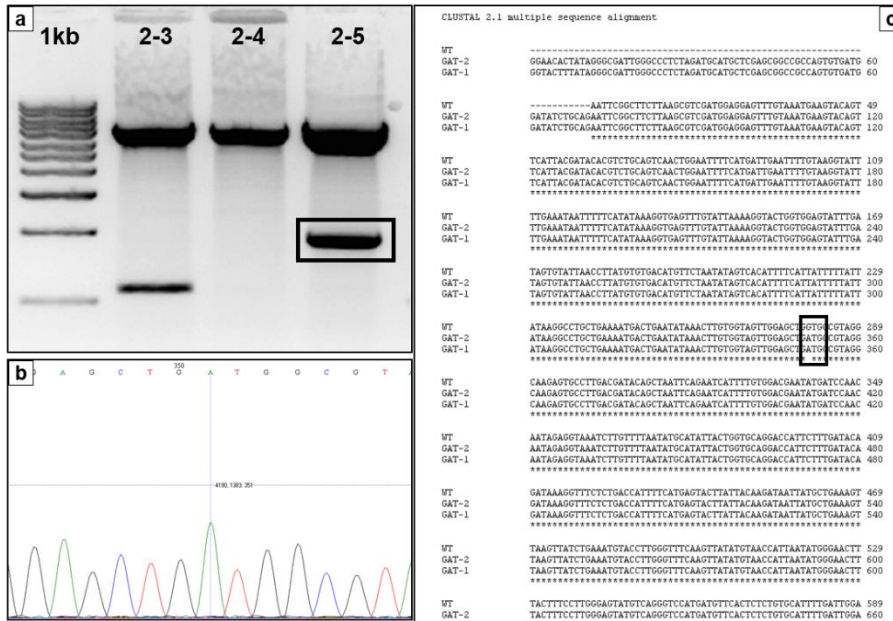 a
1kb 2-3 2-4 2-5
b
350
G A G C T G A T G G C G T A
4190, 1383: 351
c
CLUSTAL 2.1 multiple sequence alignment
WT ------------------------------------------------------------
GAT-2 GGAACACTATAGGGCGATTGGGCCCTCTAGATGCATGCTCGAGCGGCCGCCAGTGTGATG 60
GAT-1 GGTACTTTATAGGGCGATTGGGCCCTCTAGATGCATGCTCGAGCGGCCGCCAGTGTGATG 60
WT -----------AATTCGGCTTCTTAAGCGTCGATGGAGGAGTTTGTAAATGAAGTACAGT 49
GAT-2 GATATCTGCAGAATTCGGCTTCTTAAGCGTCGATGGAGGAGTTTGTAAATGAAGTACAGT 120
GAT-1 GATATCTGCAGAATTCGGCTTCTTAAGCGTCGATGGAGGAGTTTGTAAATGAAGTACAGT 120
*************************************************
WT TCATTACGATACACGTCTGCAGTCAACTGGAATTTTCATGATTGAATTTTGTAAGGTATT 109
GAT-2 TCATTACGATACACGTCTGCAGTCAACTGGAATTTTCATGATTGAATTTTGTAAGGTATT 180
GAT-1 TCATTACGATACACGTCTGCAGTCAACTGGAATTTTCATGATTGAATTTTGTAAGGTATT 180
************************************************************
WT TTGAAATAATTTTTCATATAAAGGTGAGTTTGTATTAAAAGGTACTGGTGGAGTATTTGA 169
GAT-2 TTGAAATAATTTTTCATATAAAGGTGAGTTTGTATTAAAAGGTACTGGTGGAGTATTTGA 240
GAT-1 TTGAAATAATTTTTCATATAAAGGTGAGTTTGTATTAAAAGGTACTGGTGGAGTATTTGA 240
************************************************************
WT TAGTGTATTAACCTTATGTGTGACATGTTCTAATATAGTCACATTTTCATTATTTTTATT 229
GAT-2 TAGTGTATTAACCTTATGTGTGACATGTTCTAATATAGTCACATTTTCATTATTTTTATT 300
GAT-1 TAGTGTATTAACCTTATGTGTGACATGTTCTAATATAGTCACATTTTCATTATTTTTATT 300
************************************************************
WT ATAAGGCCTGCTGAAAATGACTGAATATAAACTTGTGGTAGTTGGAGCTGGTGGCGTAGG 289
GAT-2 ATAAGGCCTGCTGAAAATGACTGAATATAAACTTGTGGTAGTTGGAGCTGATGGCGTAGG 360
GAT-1 ATAAGGCCTGCTGAAAATGACTGAATATAAACTTGTGGTAGTTGGAGCTGATGGCGTAGG 360
************************************************** *********
WT CAAGAGTGCCTTGACGATACAGCTAATTCAGAATCATTTTGTGGACGAATATGATCCAAC 349
GAT-2 CAAGAGTGCCTTGACGATACAGCTAATTCAGAATCATTTTGTGGACGAATATGATCCAAC 420
GAT-1 CAAGAGTGCCTTGACGATACAGCTAATTCAGAATCATTTTGTGGACGAATATGATCCAAC 420
************************************************************
WT AATAGAGGTAAATCTTGTTTTAATATGCATATTACTGGTGCAGGACCATTCTTTGATACA 409
GAT-2 AATAGAGGTAAATCTTGTTTTAATATGCATATTACTGGTGCAGGACCATTCTTTGATACA 480
GAT-1 AATAGAGGTAAATCTTGTTTTAATATGCATATTACTGGTGCAGGACCATTCTTTGATACA 480
************************************************************
WT GATAAAGGTTTCTCTGACCATTTTCATGAGTACTTATTACAAGATAATTATGCTGAAAGT 469
GAT-2 GATAAAGGTTTCTCTGACCATTTTCATGAGTACTTATTACAAGATAATTATGCTGAAAGT 540
GAT-1 GATAAAGGTTTCTCTGACCATTTTCATGAGTACTTATTACAAGATAATTATGCTGAAAGT 540
************************************************************
WT TAAGTTATCTGAAATGTACCTTGGGTTTCAAGTTATATGTAACCATTAATATGGGAACTT 529
GAT-2 TAAGTTATCTGAAATGTACCTTGGGTTTCAAGTTATATGTAACCATTAATATGGGAACTT 600
GAT-1 TAAGTTATCTGAAATGTACCTTGGGTTTCAAGTTATATGTAACCATTAATATGGGAACTT 600
************************************************************
WT TACTTTCCTTGGGAGTATGTCAGGGTCCATGATGTTCACTCTCTGTGCATTTTGATTGGA 589
GAT-2 TACTTTCCTTGGGAGTATGTCAGGGTCCATGATGTTCACTCTCTGTGCATTTTGATTGGA 660